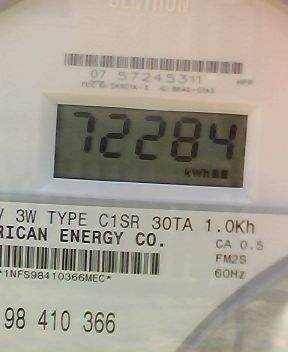 CENTRON
07 57245311
72284
kWh
V 3W TYPE C1SR 30TA 1.0Kh
RICAN ENERGY CO.
CA 0.5
FM2S
60Hz
*1NFS98410366MEC*
98 410 366